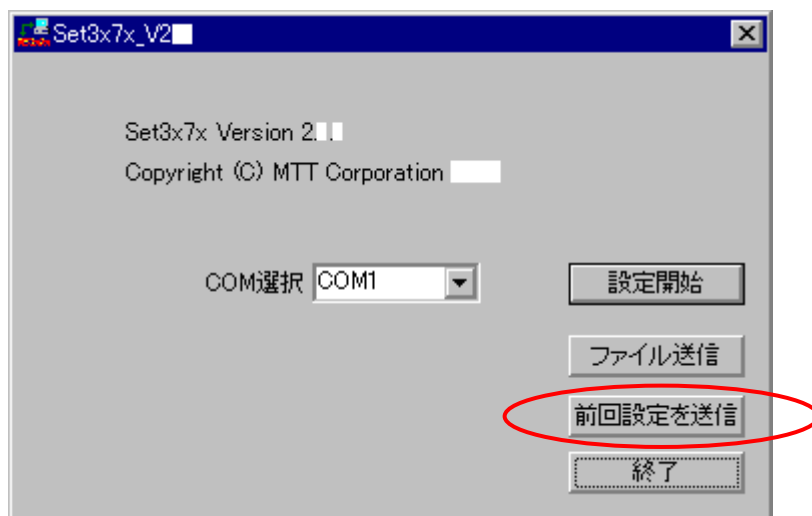 Set3x7x_V2
Set3x7x Version 2. .
Copyright (C) MTT Corporation
COM選択 COM1
設定開始
ファイル送信
前回設定を送信
終了